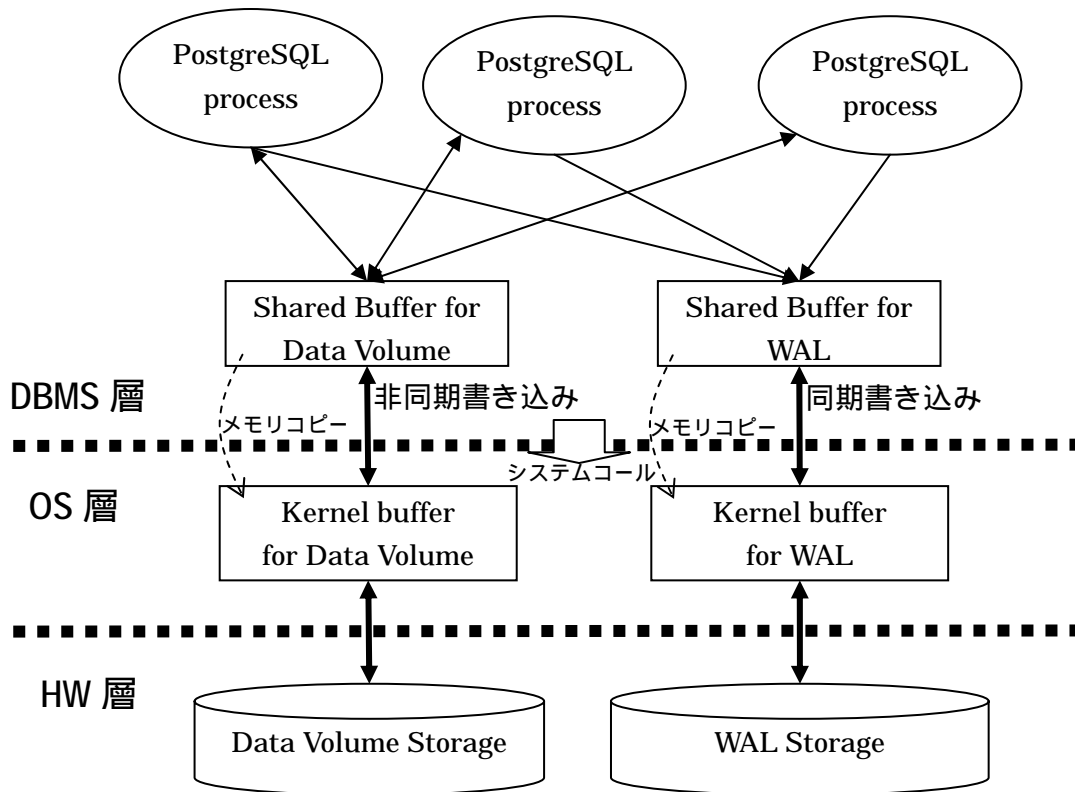 PostgreSQL
process
PostgreSQL
process
PostgreSQL
process
Shared Buffer for
Data Volume
Shared Buffer for
WAL
DBMS 層
非同期書き込み
同期書き込み
メモリコピー
メモリコピー
システムコール
OS 層
Kernel buffer
for Data Volume
Kernel buffer
for WAL
HW 層
Data Volume Storage
WAL Storage